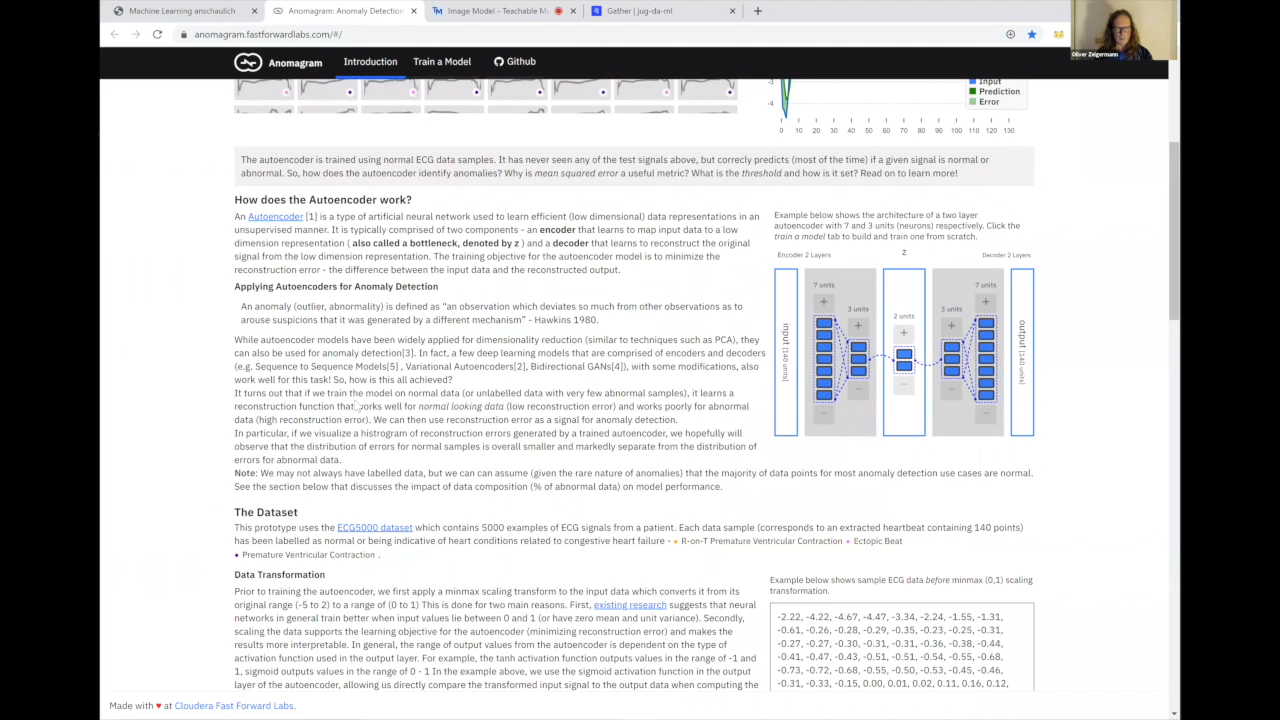 Machine Learning anschaulich
Anomagram: Anomaly Detection
Image Model - Teachable M
Gather | jug-da-ml
anomagram.fastforwardlabs.com/#/
Oliver Zeigermann
Anomagram
Introduction
Train a Model
Github
-3
-4
0 10 20 30 40 50 60 70 80 90 100 110 120 130
Input
Prediction
Error
The autoencoder is trained using normal ECG data samples. It has never seen any of the test signals above, but correcly predicts (most of the time) if a given signal is normal or
abnormal. So, how does the autoencoder identify anomalies? Why is mean squared error a useful metric? What is the threshold and how is it set? Read on to learn more!
How does the Autoencoder work?
An Autoencoder [1] is a type of artificial neural network used to learn efficient (low dimensional) data representations in an
unsupervised manner. It is typically comprised of two components - an encoder that learns to map input data to a low
dimension representation ( also called a bottleneck, denoted by z ) and a decoder that learns to reconstruct the original
signal from the low dimension representation. The training objective for the autoencoder model is to minimize the
reconstruction error - the difference between the input data and the reconstructed output.
Applying Autoencoders for Anomaly Detection
An anomaly (outlier, abnormality) is defined as “an observation which deviates so much from other observations as to
arouse suspicions that it was generated by a different mechanism” - Hawkins 1980.
While autoencoder models have been widely applied for dimensionality reduction (similar to techniques such as PCA), they
can also be used for anomaly detection[3]. In fact, a few deep learning models that are comprised of encoders and decoders
(e.g. Sequence to Sequence Models[5] , Variational Autoencoders[2], Bidirectional GANs[4]), with some modifications, also
work well for this task! So, how is this all achieved?
It turns out that if we train the model on normal data (or unlabelled data with very few abnormal samples), it learns a
reconstruction function that works well for normal looking data (low reconstruction error) and works poorly for abnormal
data (high reconstruction error). We can then use reconstruction error as a signal for anomaly detection.
In particular, if we visualize a histogram of reconstruction errors generated by a trained autoencoder, we hopefully will
observe that the distribution of errors for normal samples is overall smaller and markedly separate from the distribution of
errors for abnormal data.
Example below shows the architecture of a two layer
autoencoder with 7 and 3 units (neurons) respectively. Click the
train a model tab to build and train one from scratch.
Encoder 2 Layers
Z
Decoder 2 Layers
input [140 units]
7 units
+
-
3 units
+
-
2 units
+
-
3 units
+
-
7 units
+
-
output [140 units]
Note: We may not always have labelled data, but we can can assume (given the rare nature of anomalies) that the majority of data points for most anomaly detection use cases are normal.
See the section below that discusses the impact of data composition (% of abnormal data) on model performance.
The Dataset
This prototype uses the ECG5000 dataset which contains 5000 examples of ECG signals from a patient. Each data sample (corresponds to an extracted heartbeat containing 140 points)
has been labelled as normal or being indicative of heart conditions related to congestive heart failure - R-on-T Premature Ventricular Contraction Ectopic Beat
Premature Ventricular Contraction .
Data Transformation
Prior to training the autoencoder, we first apply a minmax scaling transform to the input data which converts it from its
original range (-5 to 2) to a range of (0 to 1) This is done for two main reasons. First, existing research suggests that neural
networks in general train better when input values lie between 0 and 1 (or have zero mean and unit variance). Secondly,
scaling the data supports the learning objective for the autoencoder (minimizing reconstruction error) and makes the
results more interpretable. In general, the range of output values from the autoencoder is dependent on the type of
activation function used in the output layer. For example, the tanh activation function outputs values in the range of -1 and
1, sigmoid outputs values in the range of 0 - 1 In the example above, we use the sigmoid activation function in the output
layer of the autoencoder, allowing us directly compare the transformed input signal to the output data when computing the
Example below shows sample ECG data before minmax (0,1) scaling
transformation.
-2.22, -4.22, -4.67, -4.47, -3.34, -2.24, -1.55, -1.31,
-0.61, -0.26, -0.28, -0.29, -0.35, -0.23, -0.25, -0.31,
-0.27, -0.27, -0.30, -0.31, -0.31, -0.36, -0.38, -0.44,
-0.41, -0.47, -0.43, -0.51, -0.54, -0.55, -0.68,
-0.73, -0.72, -0.68, -0.55, -0.50, -0.53, -0.45, -0.46,
-0.31, -0.33, -0.15, 0.00, 0.01, 0.02, 0.11, 0.16, 0.12,
Made with ♥ at Cloudera Fast Forward Labs.